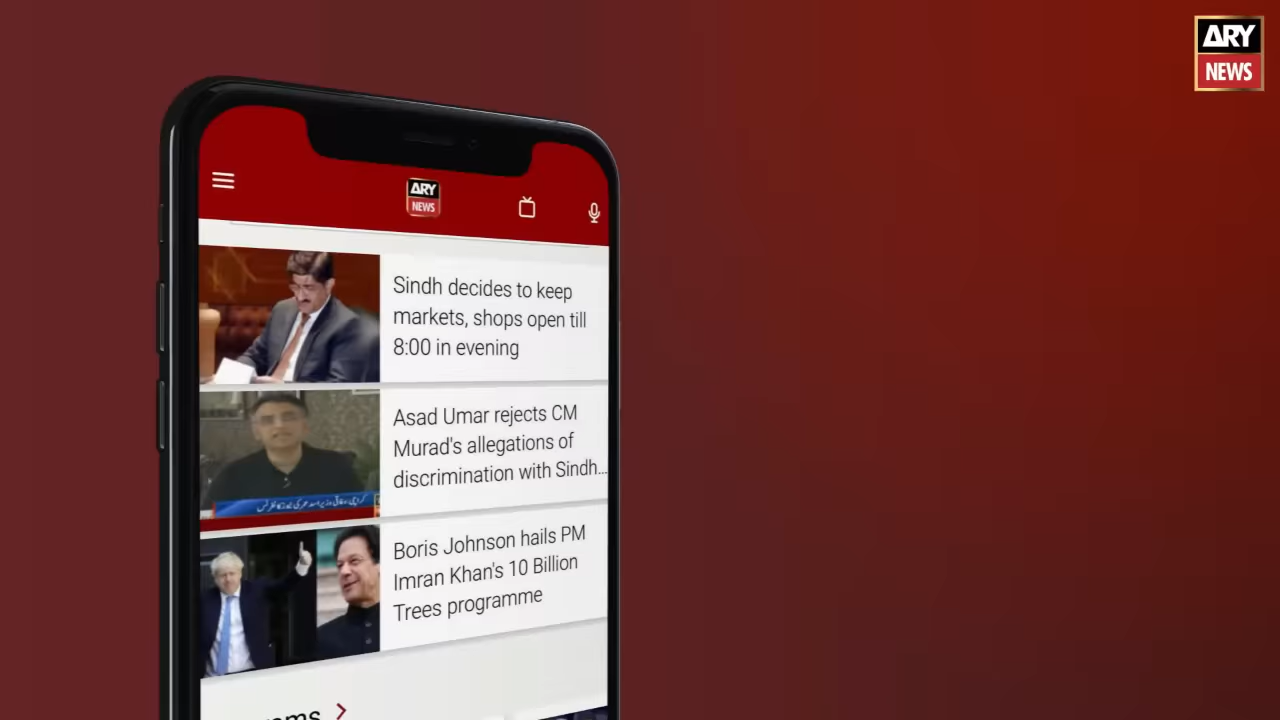 ARY
NEWS
ARY
NEWS
Sindh decides to keep
markets, shops open till
8:00 in evening
Asad Umar rejects CM
Murad's allegations of
discrimination with Sindh...
Boris Johnson hails PM
Imran Khan's 10 Billion
Trees programme